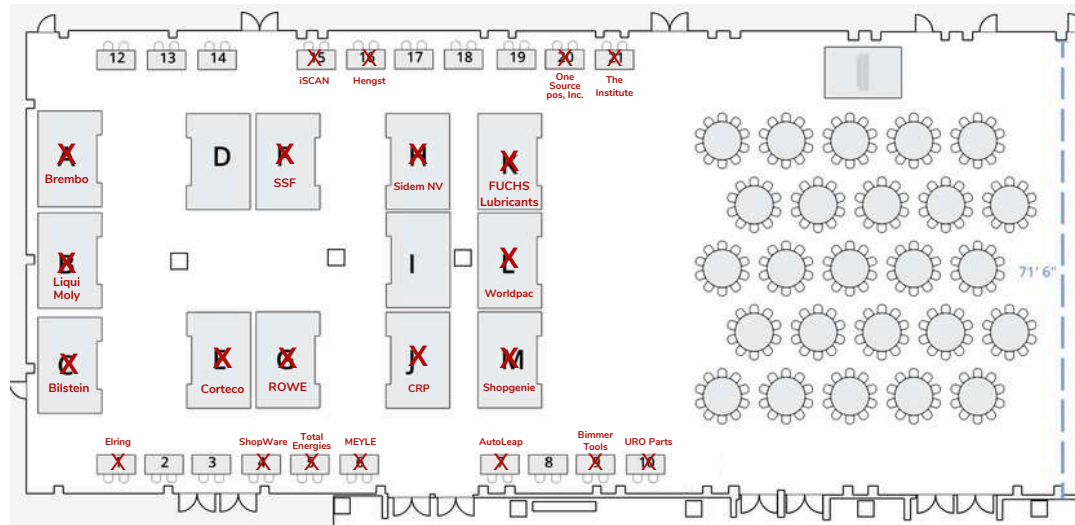 12
13
14
15
X
16
X
17
18
19
20
X
21
X
iSCAN
Hengst
One
Source
pos, Inc.
The
Institute
A
X
Brembo
D
F
X
SSF
H
X
Sidem NV
K
X
FUCHS
Lubricants
B
X
Liqui
Moly
I
L
X
Worldpac
71' 6"
C
X
Bilstein
E
X
Corteco
G
X
ROWE
J
X
CRP
M
X
Shopgenie
Elring
1
X
2
3
ShopWare
4
X
Total
Energies
5
X
MEYLE
6
X
AutoLeap
7
X
8
Bimmer
Tools
9
X
URO Parts
10
X